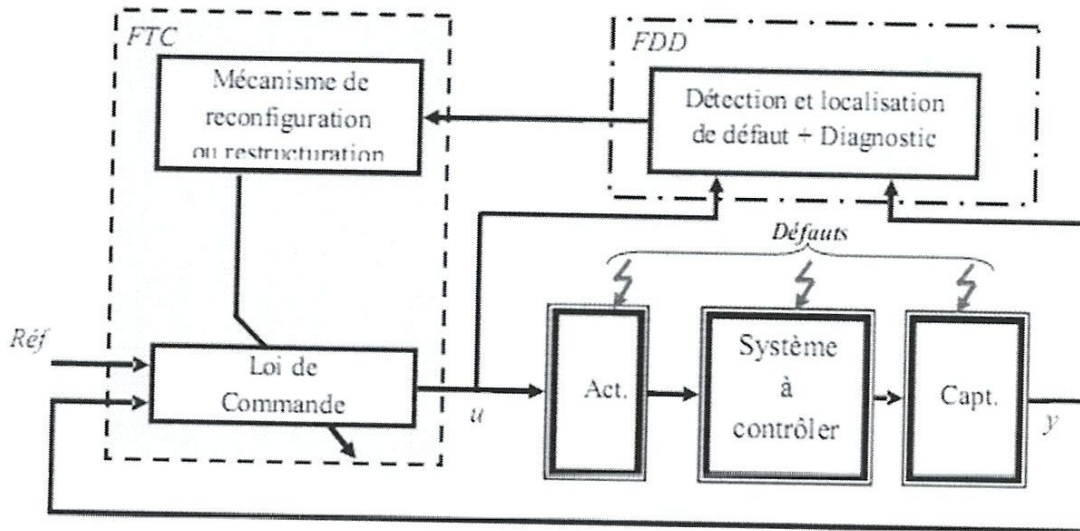 FTC
Mécanisme de
reconfiguration
ou restructuration
FDD
Détection et localisation
de défaut + Diagnostic
Défauts
Réf
Loi de
Commande
u
Act.
Système
à
contrôler
Capt.
y